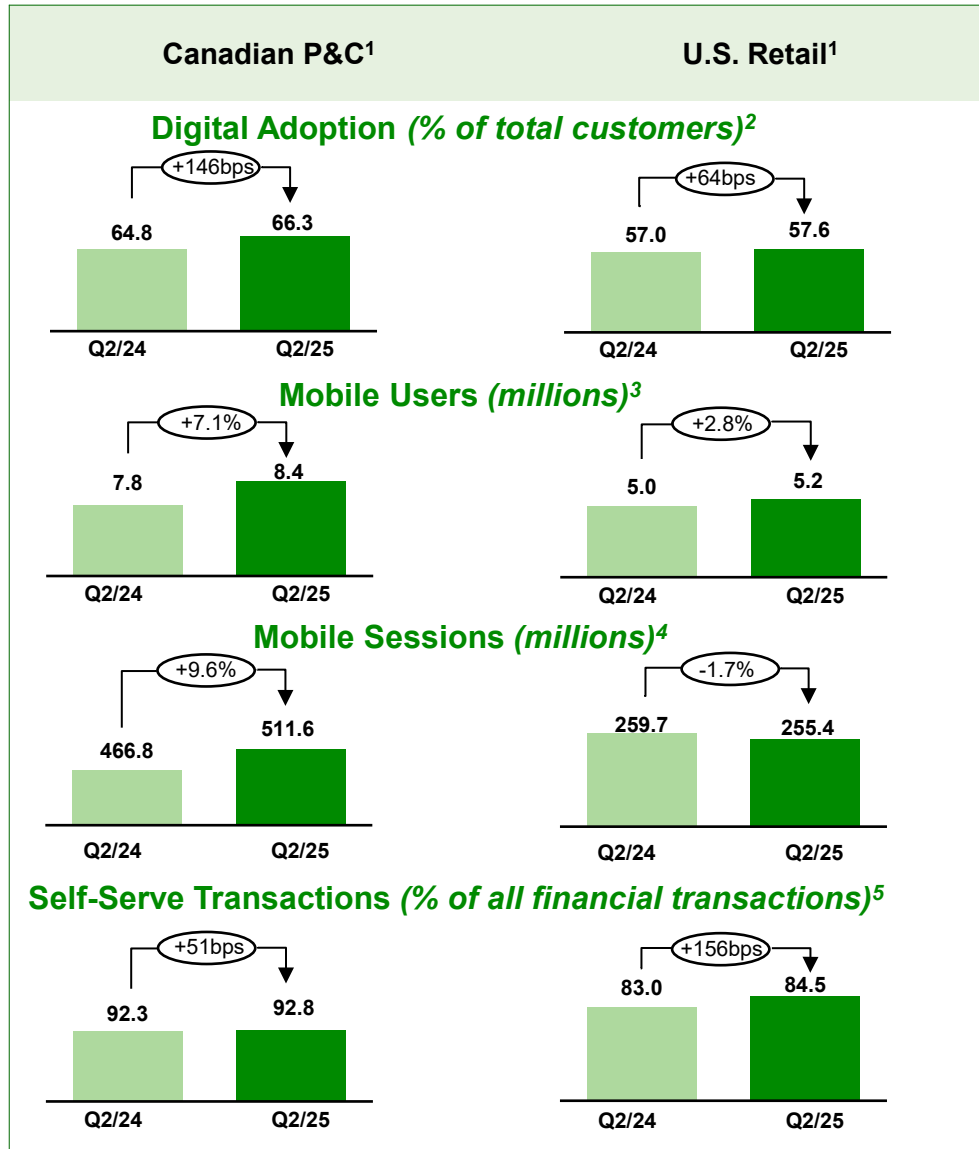 Canadian P&C¹ U.S. Retail¹
Digital Adoption (% of total customers)²
+146bps +64bps
64.8 66.3 57.0 57.6
Q2/24 Q2/25 Q2/24 Q2/25
Mobile Users (millions)³
+7.1% +2.8%
7.8 8.4 5.0 5.2
Q2/24 Q2/25 Q2/24 Q2/25
Mobile Sessions (millions)⁴
+9.6% -1.7%
466.8 511.6 259.7 255.4
Q2/24 Q2/25 Q2/24 Q2/25
Self-Serve Transactions (% of all financial transactions)⁵
+51bps +156bps
92.3 92.8 83.0 84.5
Q2/24 Q2/25 Q2/24 Q2/25